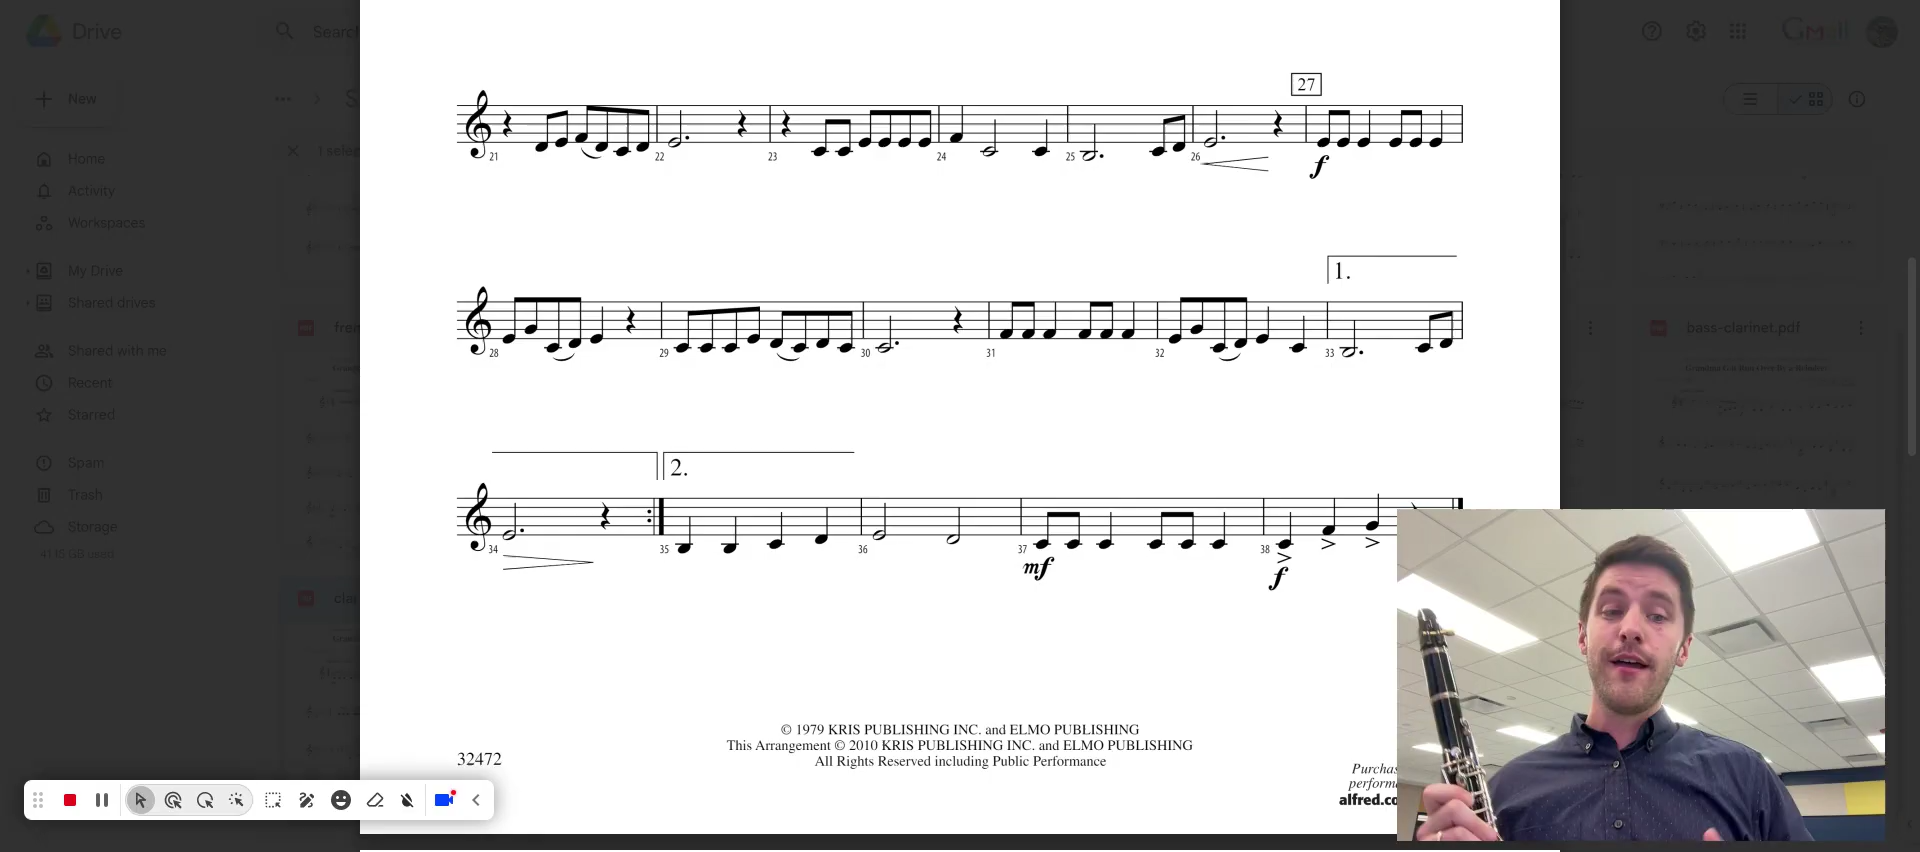 Drive
Search
Gmail
New
Home
Activity
Workspaces
My Drive
Shared drives
Shared with me
Recent
Starred
Spam
Trash
Storage
bass-clarinet.pdf
27
21 22 23 24 25 26
f
1.
28 29 30 31 32 33
2.
34 35 36 37 38
mf
f
© 1979 KRIS PUBLISHING INC. and ELMO PUBLISHING
This Arrangement © 2010 KRIS PUBLISHING INC. and ELMO PUBLISHING
All Rights Reserved including Public Performance
32472